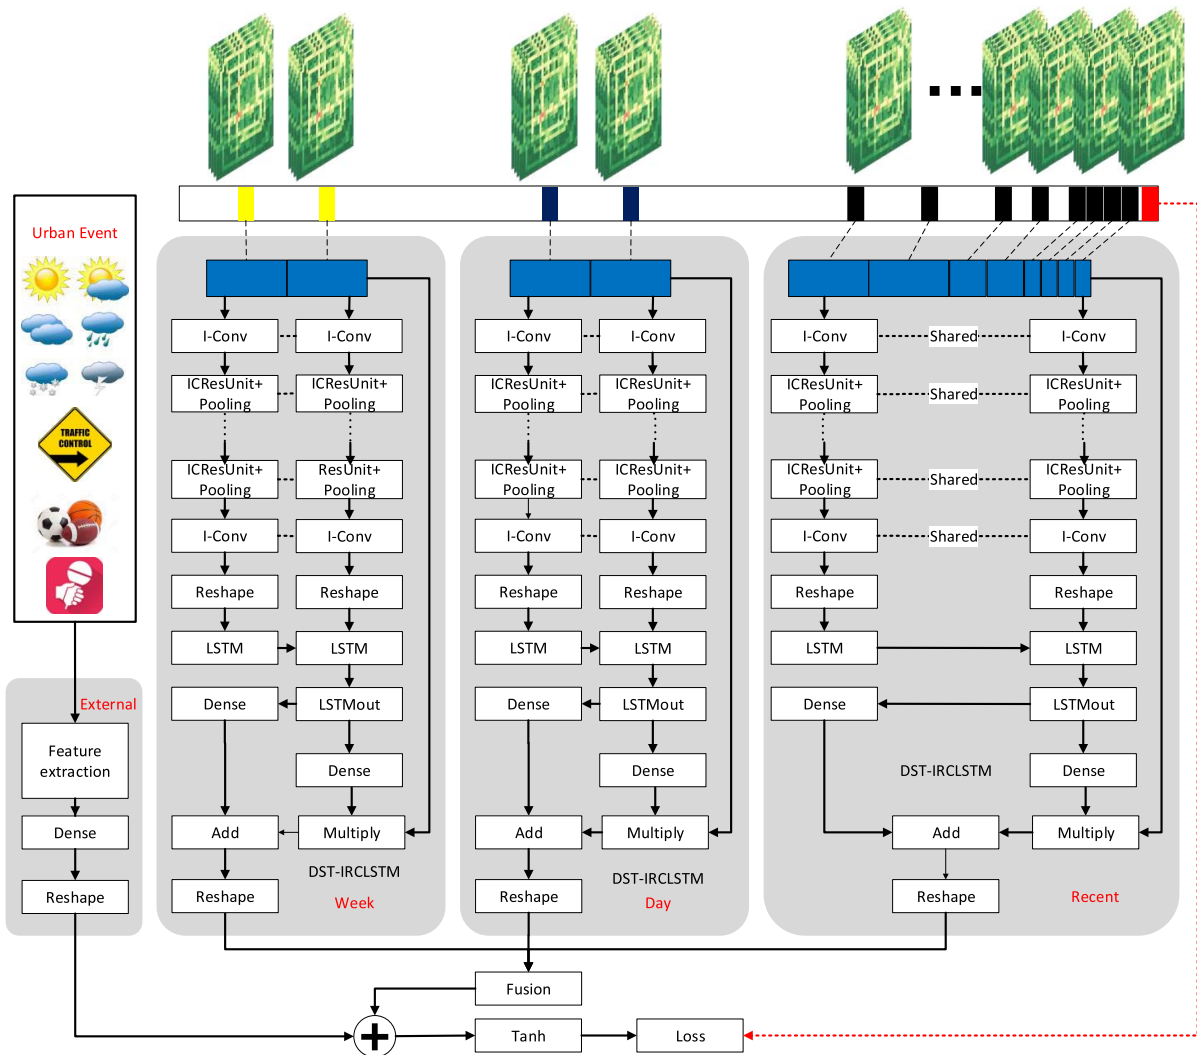 Urban Event
TRAFFIC
CONTROL
External
Feature
extraction
Dense
Reshape
I-Conv
I-Conv
ICResUnit+
Pooling
ICResUnit+
Pooling
ICResUnit+
Pooling
ResUnit+
Pooling
I-Conv
I-Conv
Reshape
Reshape
LSTM
LSTM
Dense
LSTMout
Dense
Add
Multiply
DST-IRCLSTM
Reshape
Week
I-Conv
I-Conv
ICResUnit+
Pooling
ICResUnit+
Pooling
ICResUnit+
Pooling
ICResUnit+
Pooling
I-Conv
I-Conv
Reshape
Reshape
LSTM
LSTM
Dense
LSTMout
Dense
Add
Multiply
DST-IRCLSTM
Reshape
Day
I-Conv
Shared
I-Conv
ICResUnit+
Pooling
Shared
ICResUnit+
Pooling
ICResUnit+
Pooling
Shared
ICResUnit+
Pooling
I-Conv
Shared
I-Conv
Reshape
Reshape
LSTM
LSTM
Dense
LSTMout
DST-IRCLSTM
Dense
Add
Multiply
Reshape
Recent
Fusion
Tanh
Loss